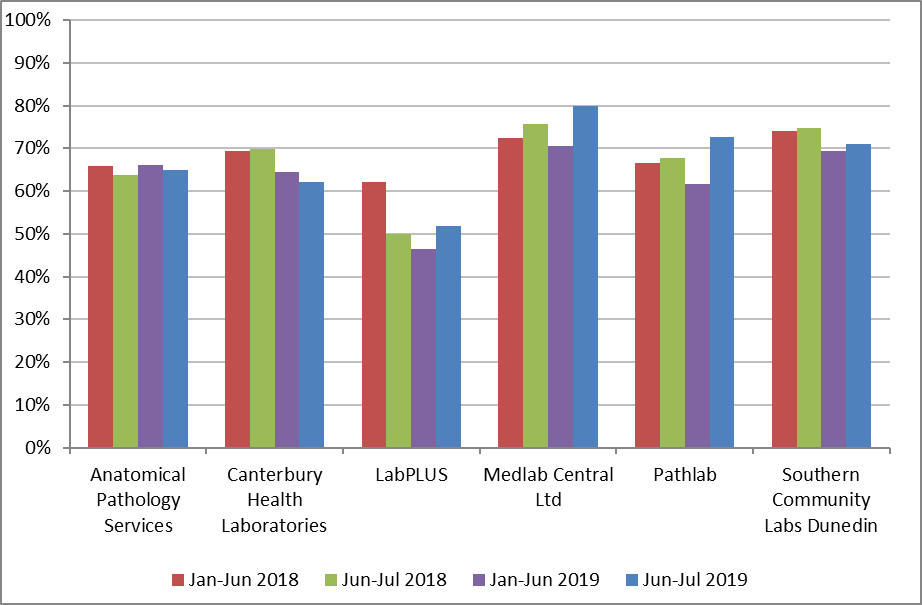 100%
90%
80%
70%
60%
50%
40%
30%
20%
10%
0%
Anatomical
Pathology
Services
Canterbury
Health
Laboratories
LabPLUS
Medlab Central
Ltd
Pathlab
Southern
Community
Labs Dunedin
Jan-Jun 2018
Jun-Jul 2018
Jan-Jun 2019
Jun-Jul 2019